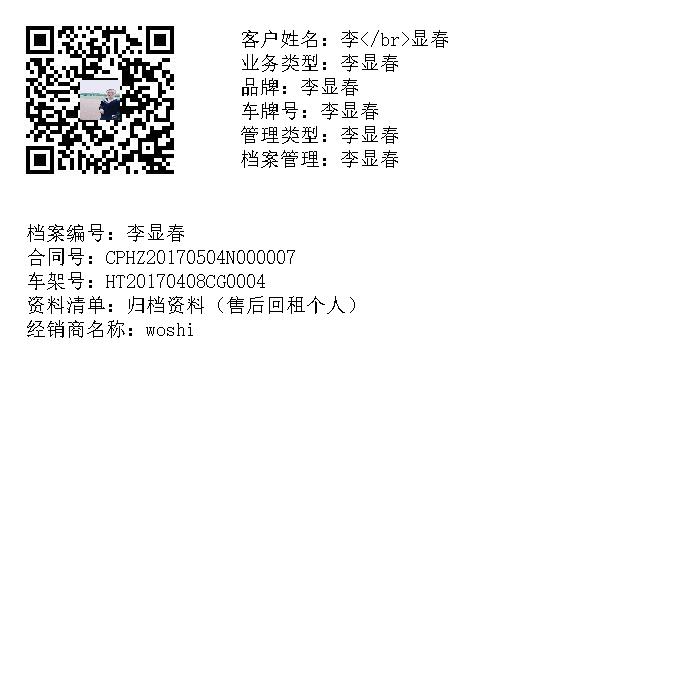 客户姓名：李</br>显春
业务类型：李显春
品牌：李显春
车牌号：李显春
管理类型：李显春
档案管理：李显春
档案编号：李显春
合同号：CPHZ20170504N000007
车架号：HT20170408CG0004
资料清单：归档资料（售后回租个人）
经销商名称：woshi